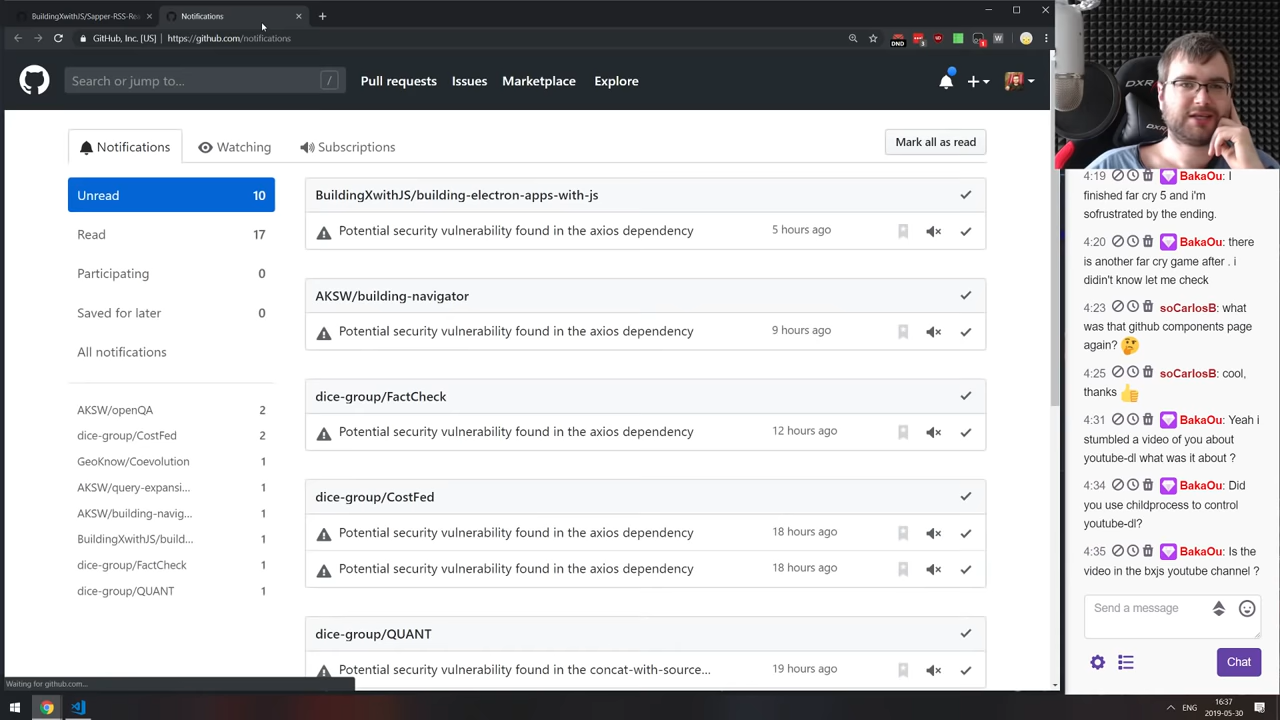 BuildingXwithJS/Sapper-RSS-Re
Notifications
GitHub, Inc. [US] | https://github.com/notifications
DND
3
1
W
Search or jump to...
/
Pull requests
Issues
Marketplace
Explore
Notifications
Watching
Subscriptions
Mark all as read
Unread 10
Read 17
Participating 0
Saved for later 0
All notifications
AKSW/openQA 2
dice-group/CostFed 2
GeoKnow/Coevolution 1
AKSW/query-expansi... 1
AKSW/building-navig... 1
BuildingXwithJS/build... 1
dice-group/FactCheck 1
dice-group/QUANT 1
BuildingXwithJS/building-electron-apps-with-js
Potential security vulnerability found in the axios dependency 5 hours ago
AKSW/building-navigator
Potential security vulnerability found in the axios dependency 9 hours ago
dice-group/FactCheck
Potential security vulnerability found in the axios dependency 12 hours ago
dice-group/CostFed
Potential security vulnerability found in the axios dependency 18 hours ago
Potential security vulnerability found in the axios dependency 18 hours ago
dice-group/QUANT
Potential security vulnerability found in the concat-with-source... 19 hours ago
Waiting for github.com...
DXR
DXR
4:19 BakaOu: I
finished far cry 5 and i'm
sofrustrated by the ending.
4:20 BakaOu: there
is another far cry game after . i
didin't know let me check
4:23 soCarlosB: what
was that github components page
again?
4:25 soCarlosB: cool,
thanks
4:31 BakaOu: Yeah i
stumbled a video of you about
youtube-dl what was it about ?
4:34 BakaOu: Did
you use childprocess to control
youtube-dl?
4:35 BakaOu: Is the
video in the bxjs youtube channel ?
Send a message
Chat
ENG
16:37
2019-05-30